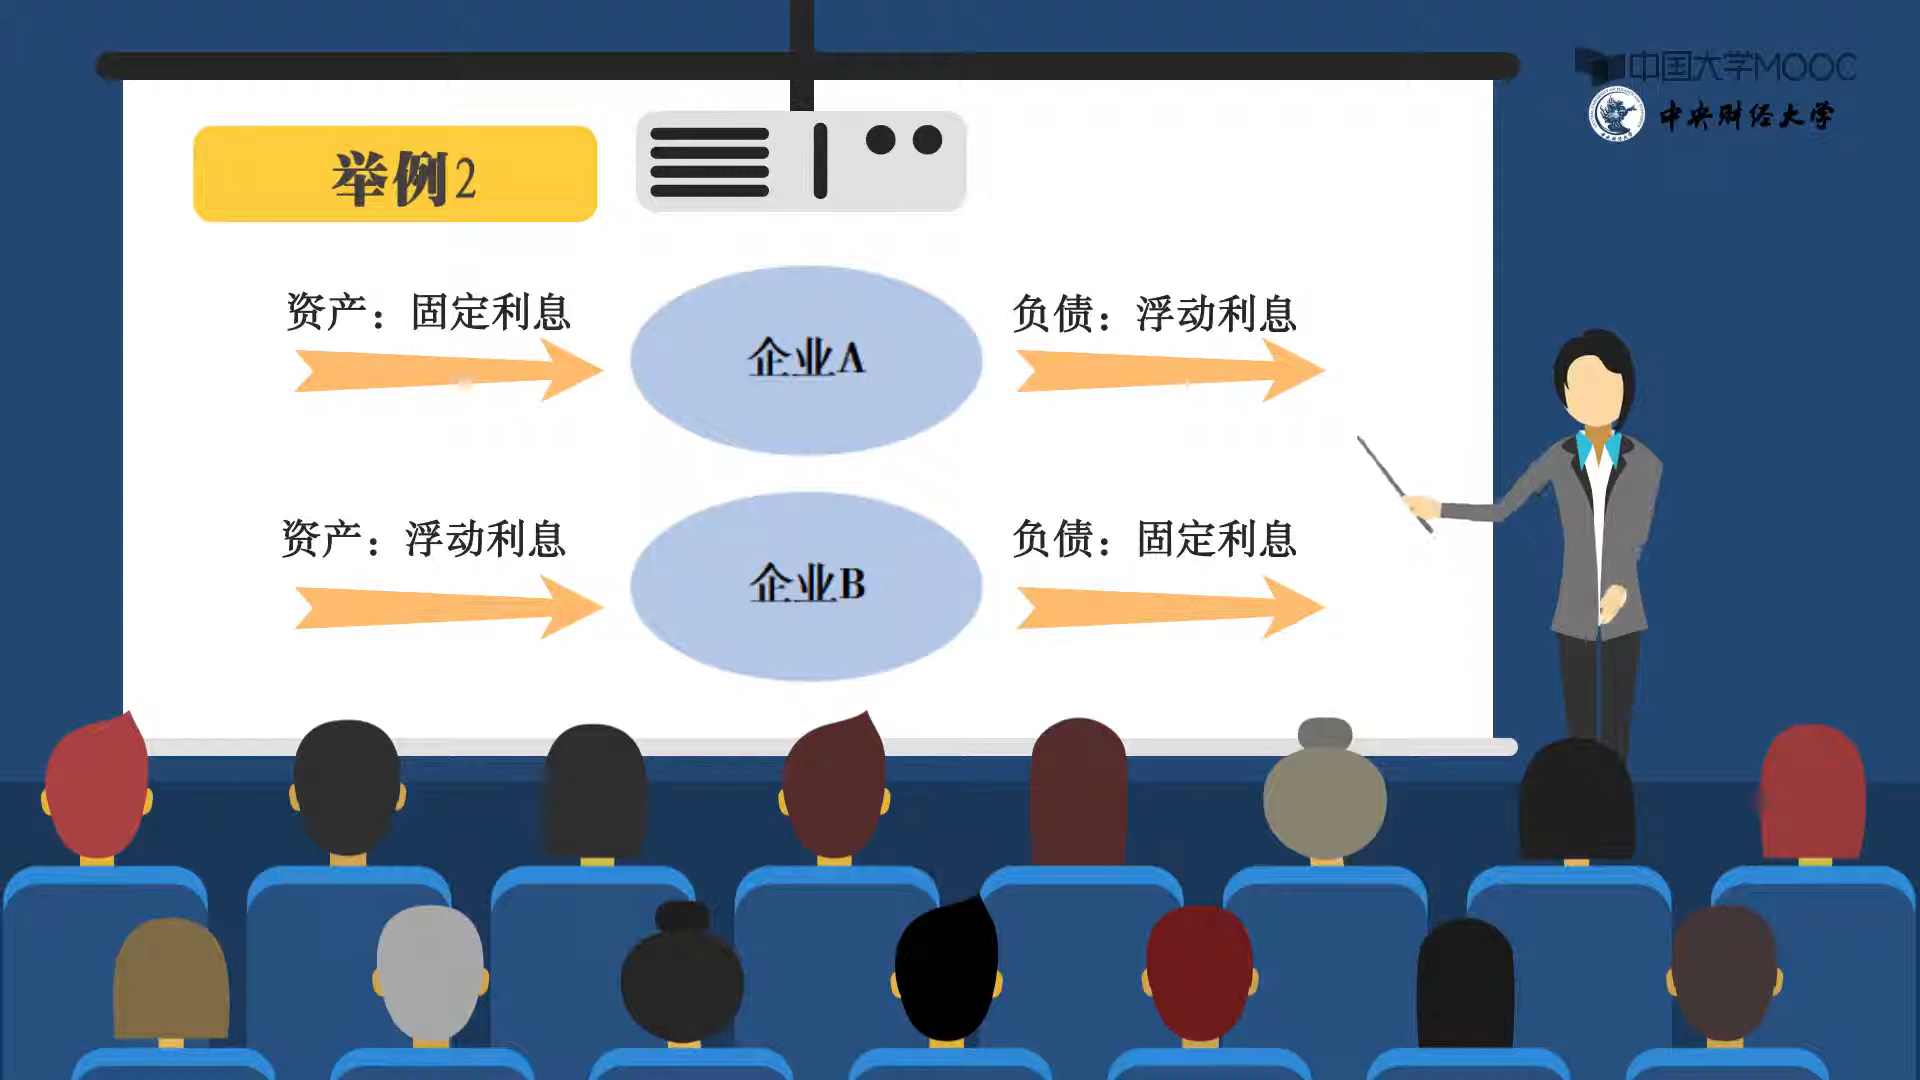 中国大学MOOC
中央财经大学
举例2
资产：固定利息
企业A
负债：浮动利息
资产：浮动利息
企业B
负债：固定利息